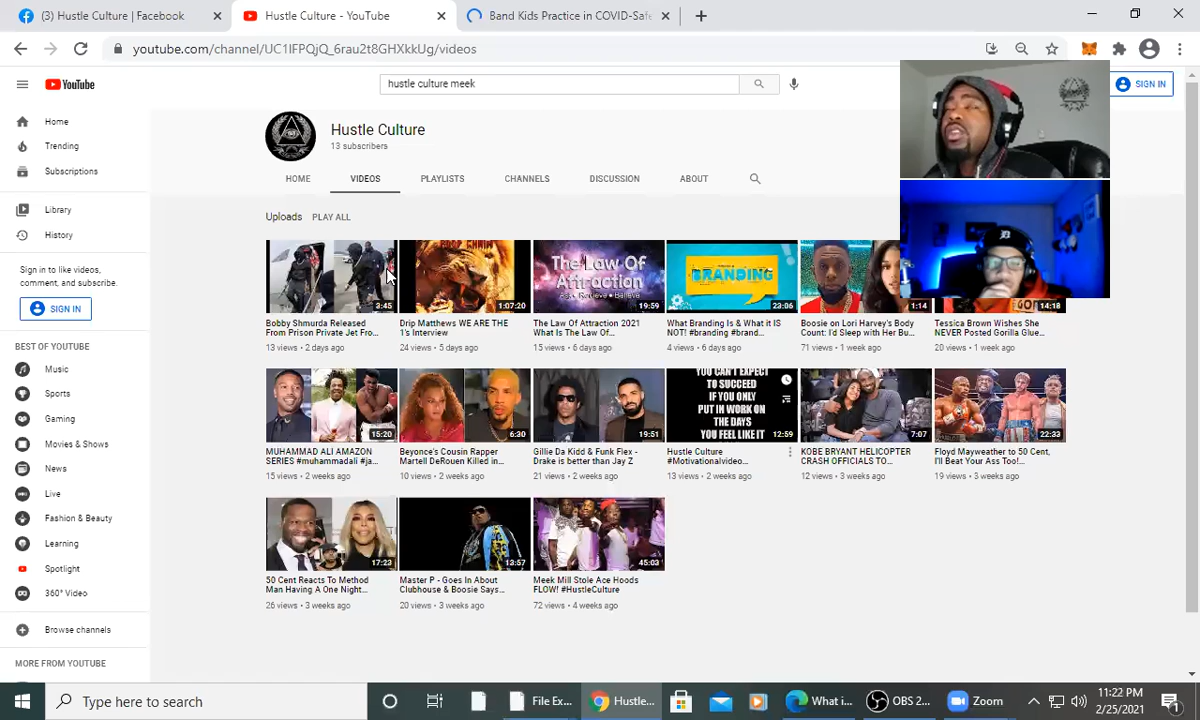 (3) Hustle Culture | Facebook
Hustle Culture - YouTube
Band Kids Practice in COVID-Safe
youtube.com/channel/UC1IFPQjQ_6rau2t8GHXkkUg/videos
YouTube
hustle culture meek
SIGN IN
Home
Trending
Subscriptions
Library
History
Sign in to like videos,
comment, and subscribe.
SIGN IN
BEST OF YOUTUBE
Music
Sports
Gaming
Movies & Shows
News
Live
Fashion & Beauty
Learning
Spotlight
360° Video
Browse channels
MORE FROM YOUTUBE
Hustle Culture
13 subscribers
HOME
VIDEOS
PLAYLISTS
CHANNELS
DISCUSSION
ABOUT
Uploads
PLAY ALL
3:45
Bobby Shmurda Released
From Prison Private Jet Fro...
13 views • 2 days ago
1:07:20
Drip Matthews WE ARE THE
1's Interview
24 views • 5 days ago
The Law Of
Attraction
19:59
The Law Of Attraction 2021
What Is The Law Of...
15 views • 6 days ago
BRANDING
23:06
What Branding Is & What it IS
NOT! #branding #brand...
4 views • 6 days ago
1:14
Boosie on Lori Harvey's Body
Count: I'd Sleep with Her Bu...
71 views • 1 week ago
14:18
Tessica Brown Wishes She
NEVER Posted Gorilla Glue...
20 views • 1 week ago
15:20
MUHAMMAD ALI AMAZON
SERIES #muhammadali #ja...
15 views • 2 weeks ago
6:30
Beyonce's Cousin Rapper
Martell DeRouen Killed in...
10 views • 2 weeks ago
19:51
Gillie Da Kidd & Funk Flex -
Drake is better than Jay Z
19 views • 2 weeks ago
YOU CAN'T EXPECT
TO SUCCEED
IF YOU ONLY
PUT IN WORK
ON THE DAYS
YOU FEEL LIKE IT
12:59
Hustle Culture
#Motivationalvideo...
13 views • 2 weeks ago
7:07
KOBE BRYANT HELICOPTER
CRASH OFFICIALS TO...
12 views • 3 weeks ago
22:33
Floyd Mayweather to 50 Cent,
I'll Beat Your Ass Too!...
19 views • 3 weeks ago
17:23
50 Cent Reacts To Method
Man Having A One Night...
26 views • 3 weeks ago
13:57
Master P - Goes In About
Clubhouse & Boosie Says...
20 views • 3 weeks ago
45:03
Meek Mill Stole Ace Hoods
FLOW! #HustleCulture
72 views • 4 weeks ago
Type here to search
File Ex...
Hustle...
What i...
OBS 2...
Zoom
11:22 PM
2/25/2021